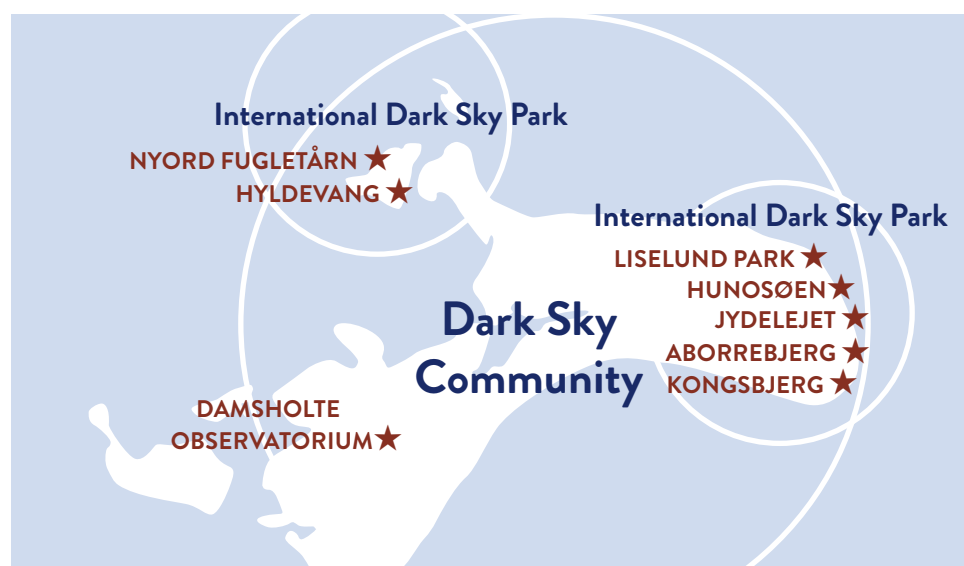 International Dark Sky Park
NYORD FUGLETÅRN
HYLDEVANG
International Dark Sky Park
LISELUND PARK
HUNOSØEN
JYDELEJET
ABORREBJERG
KONGSBJERG
Dark Sky
Community
DAMSHOLTE
OBSERVATORIUM